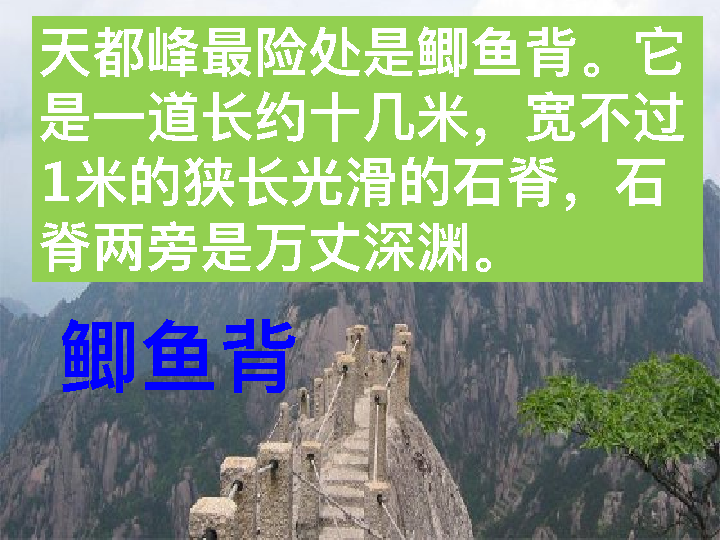 天都峰最险处是鲫鱼背。它
是一道长约十几米，宽不过
1米的狭长光滑的石脊，石
脊两旁是万丈深渊。
鲫鱼背